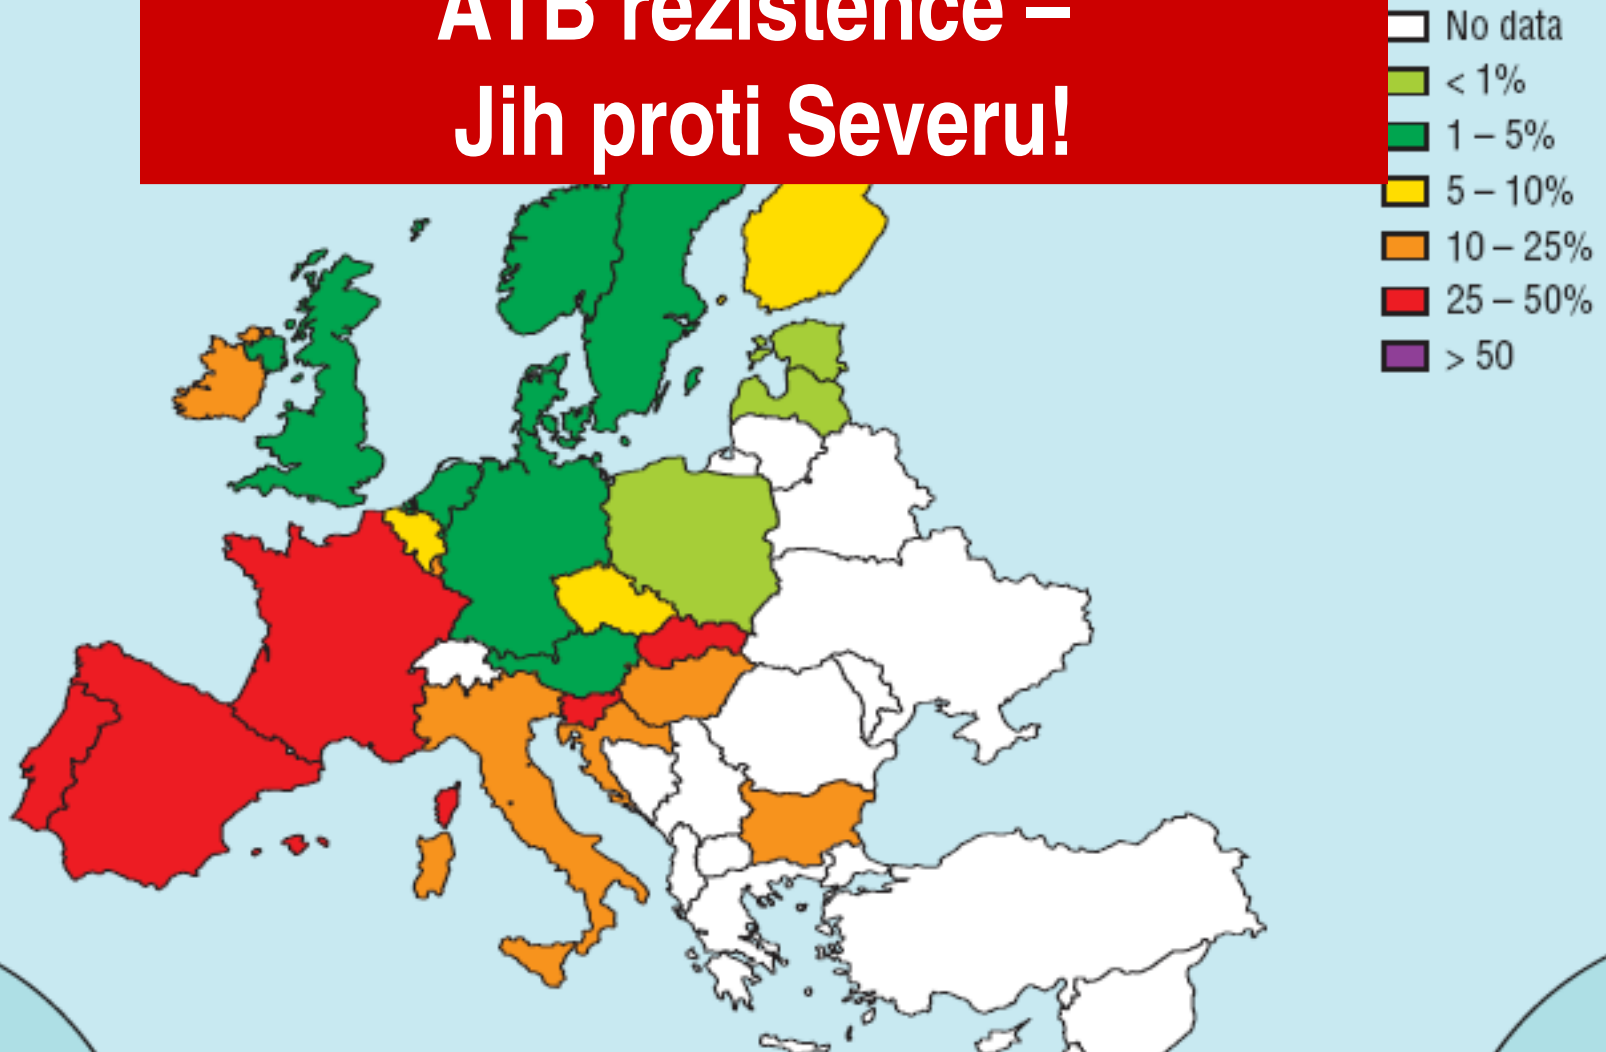 ATB rezistence –
Jih proti Severu!
No data
< 1%
1 – 5%
5 – 10%
10 – 25%
25 – 50%
> 50